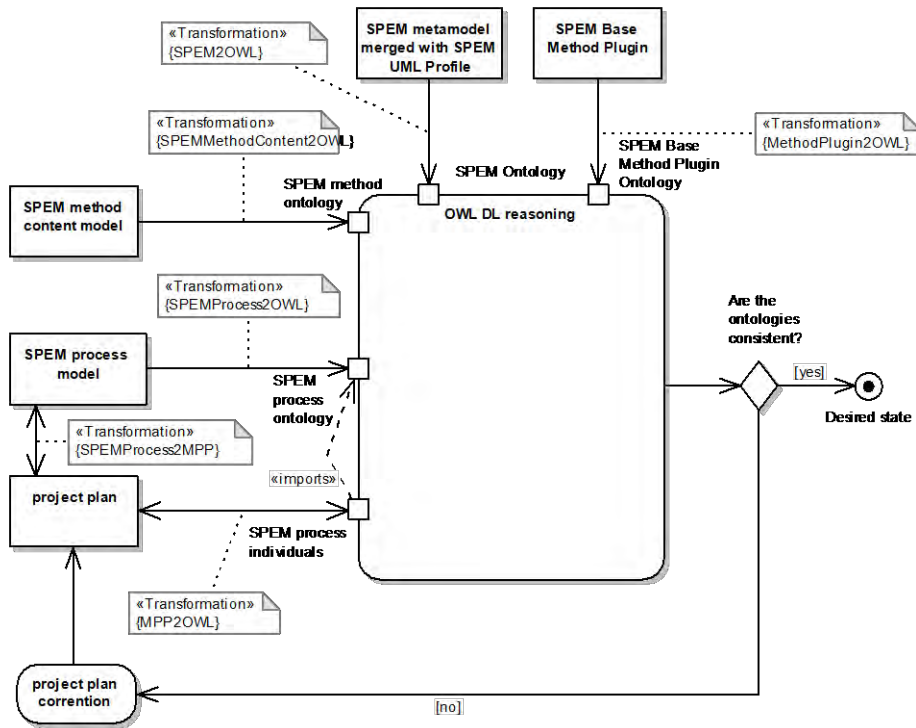 «Transformation»
{SPEM2OWL}
SPEM metamodel
merged with SPEM
UML Profile
SPEM Base
Method Plugin
«Transformation»
{SPEMMethodContent2OWL}
«Transformation»
{MethodPlugin2OWL}
SPEM method
ontology
SPEM Ontology
SPEM Base
Method Plugin
Ontology
SPEM method
content model
OWL DL reasoning
«Transformation»
{SPEMProcess2OWL}
Are the
ontologies
consistent?
SPEM process
model
SPEM
process
ontology
[yes]
Desired state
«Transformation»
{SPEMProcess2MPP}
«imports»
project plan
SPEM process
individuals
«Transformation»
{MPP2OWL}
project plan
corrention
[no]